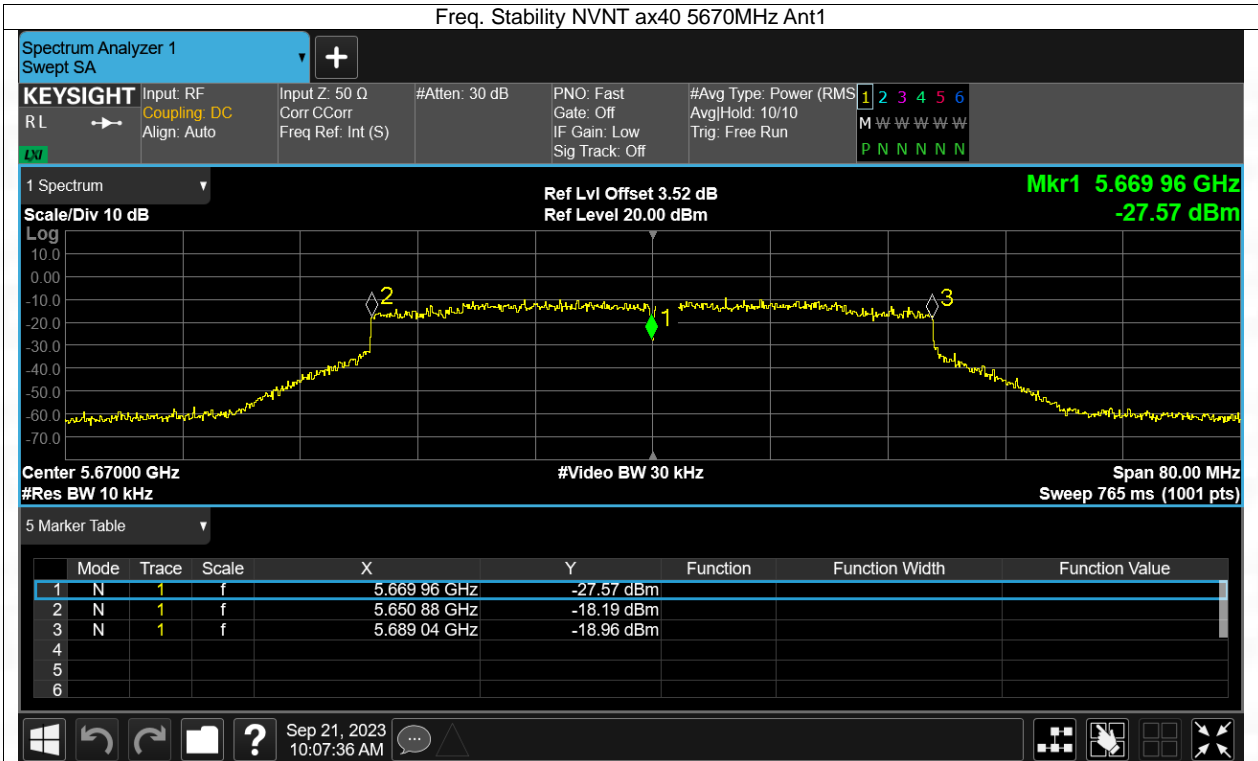 Freq. Stability NVNT ax40 5670MHz Ant1
Spectrum Analyzer 1
Swept SA
+
KEYSIGHT
R L
LXI
Input: RF
Coupling: DC
Align: Auto
Input Z: 50 Ω
Corr CCorr
Freq Ref: Int (S)
#Atten: 30 dB
PNO: Fast
Gate: Off
IF Gain: Low
Sig Track: Off
#Avg Type: Power (RMS
Avg|Hold: 10/10
Trig: Free Run
1 2 3 4 5 6
M W W W W W
P N N N N N
1 Spectrum
Scale/Div 10 dB
Ref Lvl Offset 3.52 dB
Ref Level 20.00 dBm
Mkr1 5.669 96 GHz
-27.57 dBm
Log
10.0
0.00
-10.0
-20.0
-30.0
-40.0
-50.0
-60.0
-70.0
2
1
3
Center 5.67000 GHz
#Video BW 30 kHz
Span 80.00 MHz
#Res BW 10 kHz
Sweep 765 ms (1001 pts)
5 Marker Table
Mode Trace Scale X Y Function Function Width Function Value
1 N 1 f 5.669 96 GHz -27.57 dBm
2 N 1 f 5.650 88 GHz -18.19 dBm
3 N 1 f 5.689 04 GHz -18.96 dBm
4
5
6
?
Sep 21, 2023
10:07:36 AM